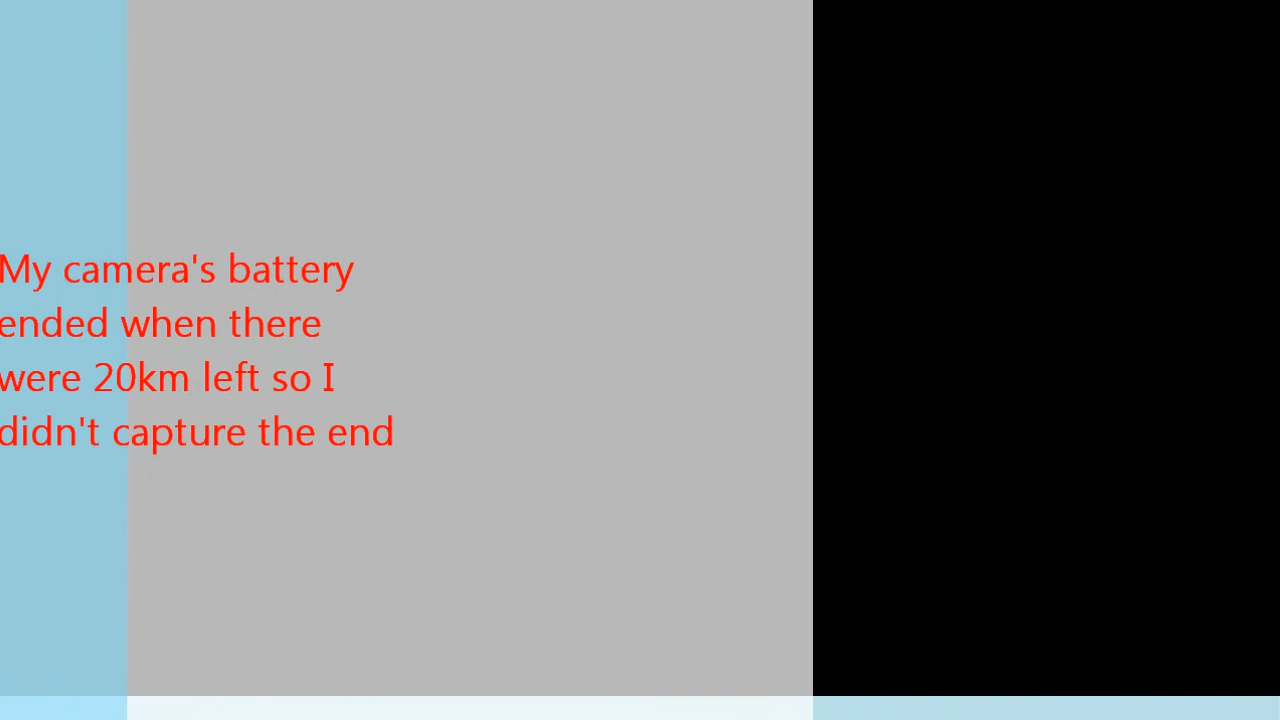 My camera's battery
ended when there
were 20km left so I
didn't capture the end